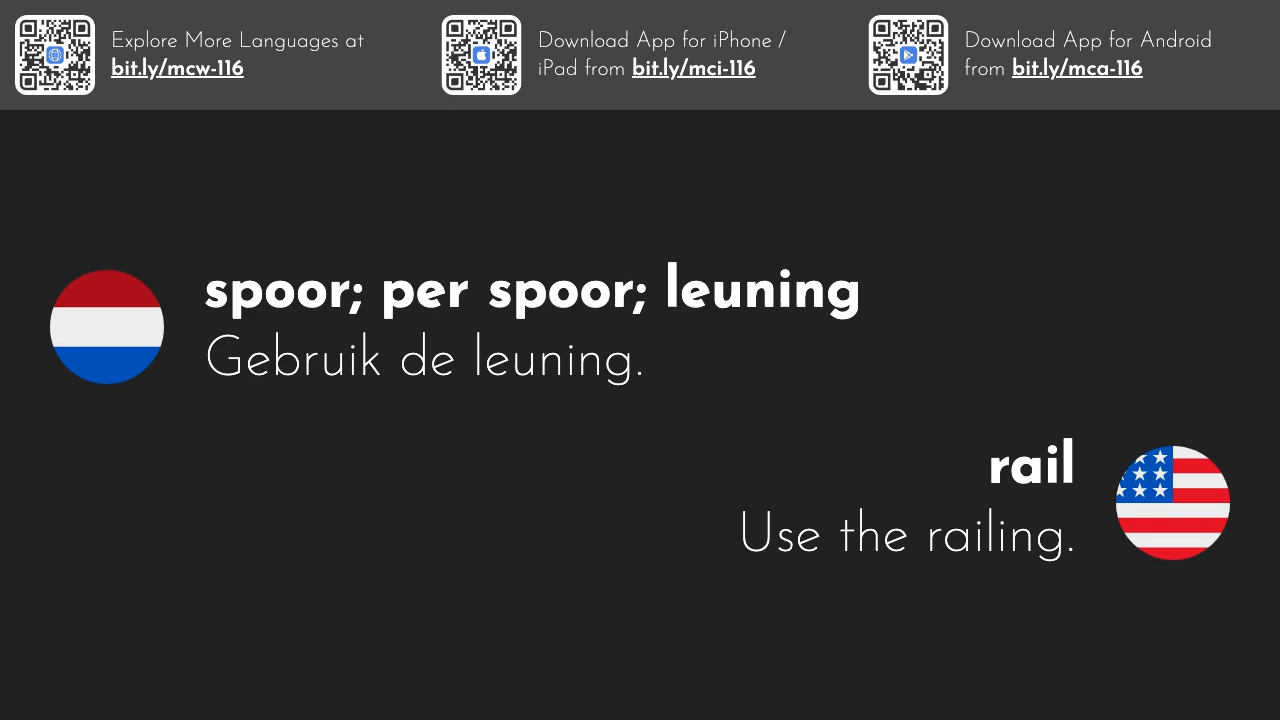 Explore More Languages at
bit.ly/mcw-116
Download App for iPhone /
iPad from bit.ly/mci-116
Download App for Android
from bit.ly/mca-116
spoor; per spoor; leuning
Gebruik de leuning.
rail
Use the railing.